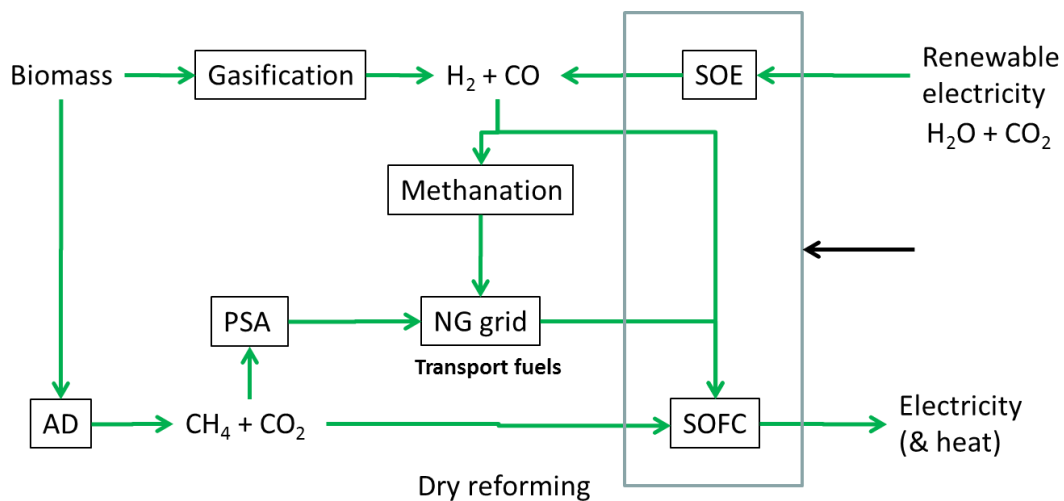 Biomass
Gasification
H₂ + CO
SOE
Renewable
electricity
H₂O + CO₂
Methanation
PSA
NG grid
Transport fuels
AD
CH₄ + CO₂
SOFC
Electricity
(& heat)
Dry reforming